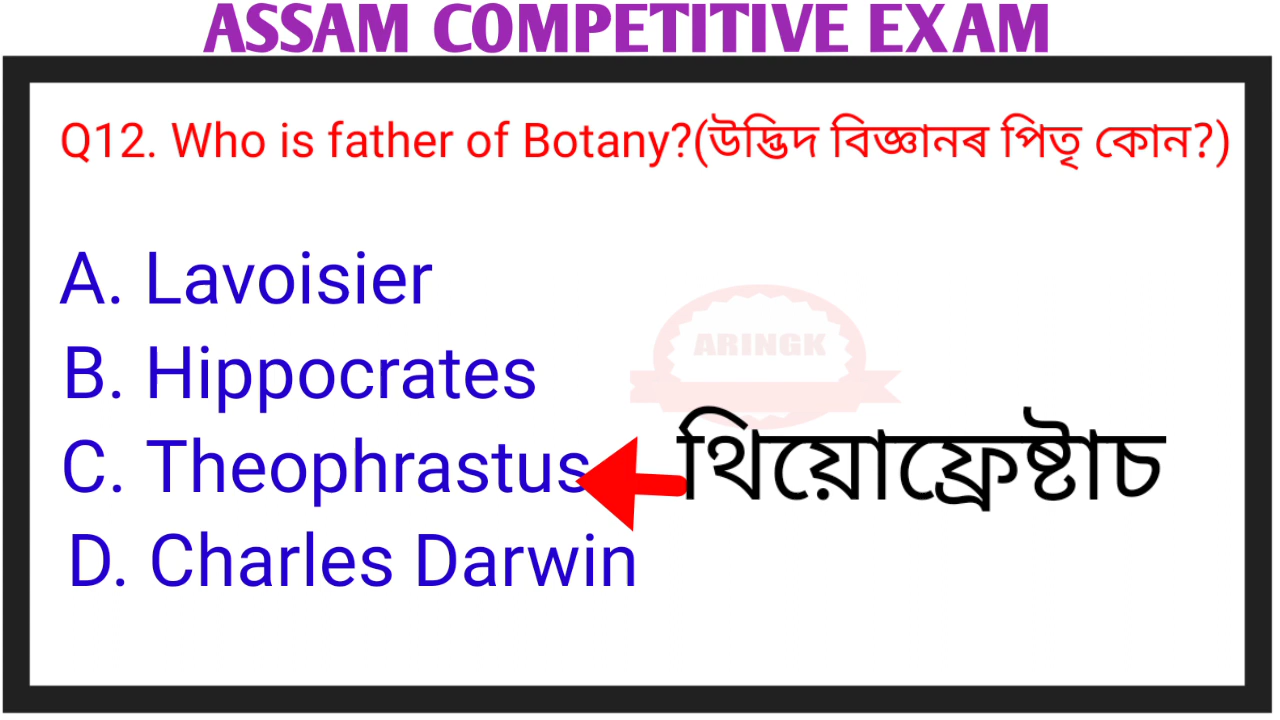 ASSAM COMPETITIVE EXAM
Q12. Who is father of Botany?(উদ্ভিদ বিজ্ঞানৰ পিতৃ কোন?)
A. Lavoisier
B. Hippocrates
ARINGK
C. Theophrastus
থিয়োফ্ৰেষ্টাচ
D. Charles Darwin